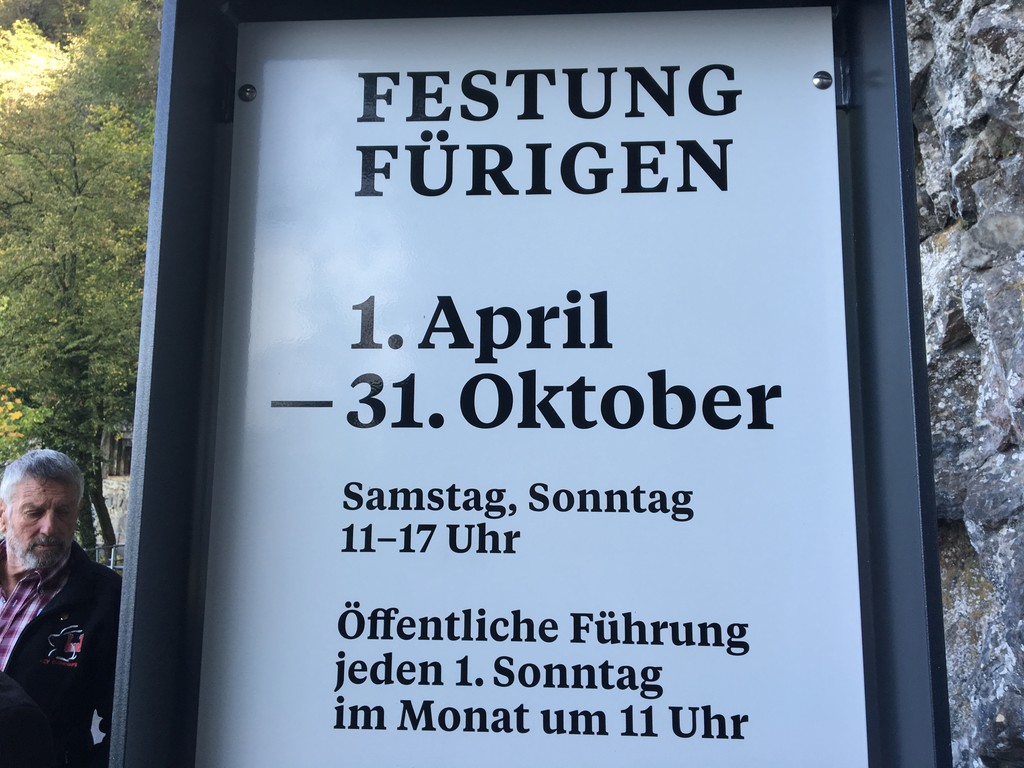 FESTUNG
FÜRIGEN
1. April
— 31. Oktober
Samstag, Sonntag
11–17 Uhr
Öffentliche Führung
jeden 1. Sonntag
im Monat um 11 Uhr